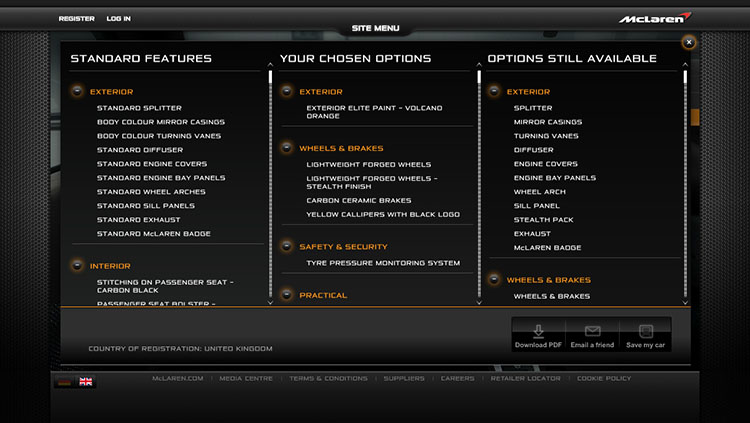 REGISTER LOG IN
SITE MENU
McLaren
STANDARD FEATURES
EXTERIOR
STANDARD SPLITTER
BODY COLOUR MIRROR CASINGS
BODY COLOUR TURNING VANES
STANDARD DIFFUSER
STANDARD ENGINE COVERS
STANDARD ENGINE BAY PANELS
STANDARD WHEEL ARCHES
STANDARD SILL PANELS
STANDARD EXHAUST
STANDARD McLAREN BADGE
INTERIOR
STITCHING ON PASSENGER SEAT -
CARBON BLACK
PASSENGER SEAT BOLSTER -
YOUR CHOSEN OPTIONS
EXTERIOR
EXTERIOR ELITE PAINT - VOLCANO
ORANGE
WHEELS & BRAKES
LIGHTWEIGHT FORGED WHEELS
LIGHTWEIGHT FORGED WHEELS -
STEALTH FINISH
CARBON CERAMIC BRAKES
YELLOW CALLIPERS WITH BLACK LOGO
SAFETY & SECURITY
TYRE PRESSURE MONITORING SYSTEM
PRACTICAL
OPTIONS STILL AVAILABLE
EXTERIOR
SPLITTER
MIRROR CASINGS
TURNING VANES
DIFFUSER
ENGINE COVERS
ENGINE BAY PANELS
WHEEL ARCH
SILL PANEL
STEALTH PACK
EXHAUST
McLAREN BADGE
WHEELS & BRAKES
WHEELS & BRAKES
COUNTRY OF REGISTRATION: UNITED KINGDOM
Download PDF Email a friend Save my car
McLAREN.COM | MEDIA CENTRE | TERMS & CONDITIONS | SUPPLIERS | CAREERS | RETAILER LOCATOR | COOKIE POLICY